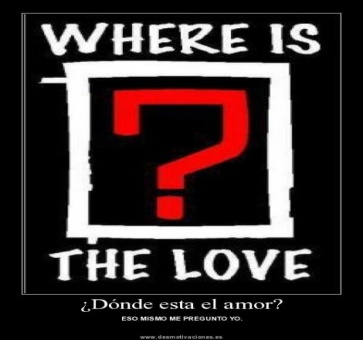 WHERE IS
?
THE LOVE
¿Dónde esta el amor?
ESO MISMO ME PREGUNTO YO.
www.desmotivaciones.es